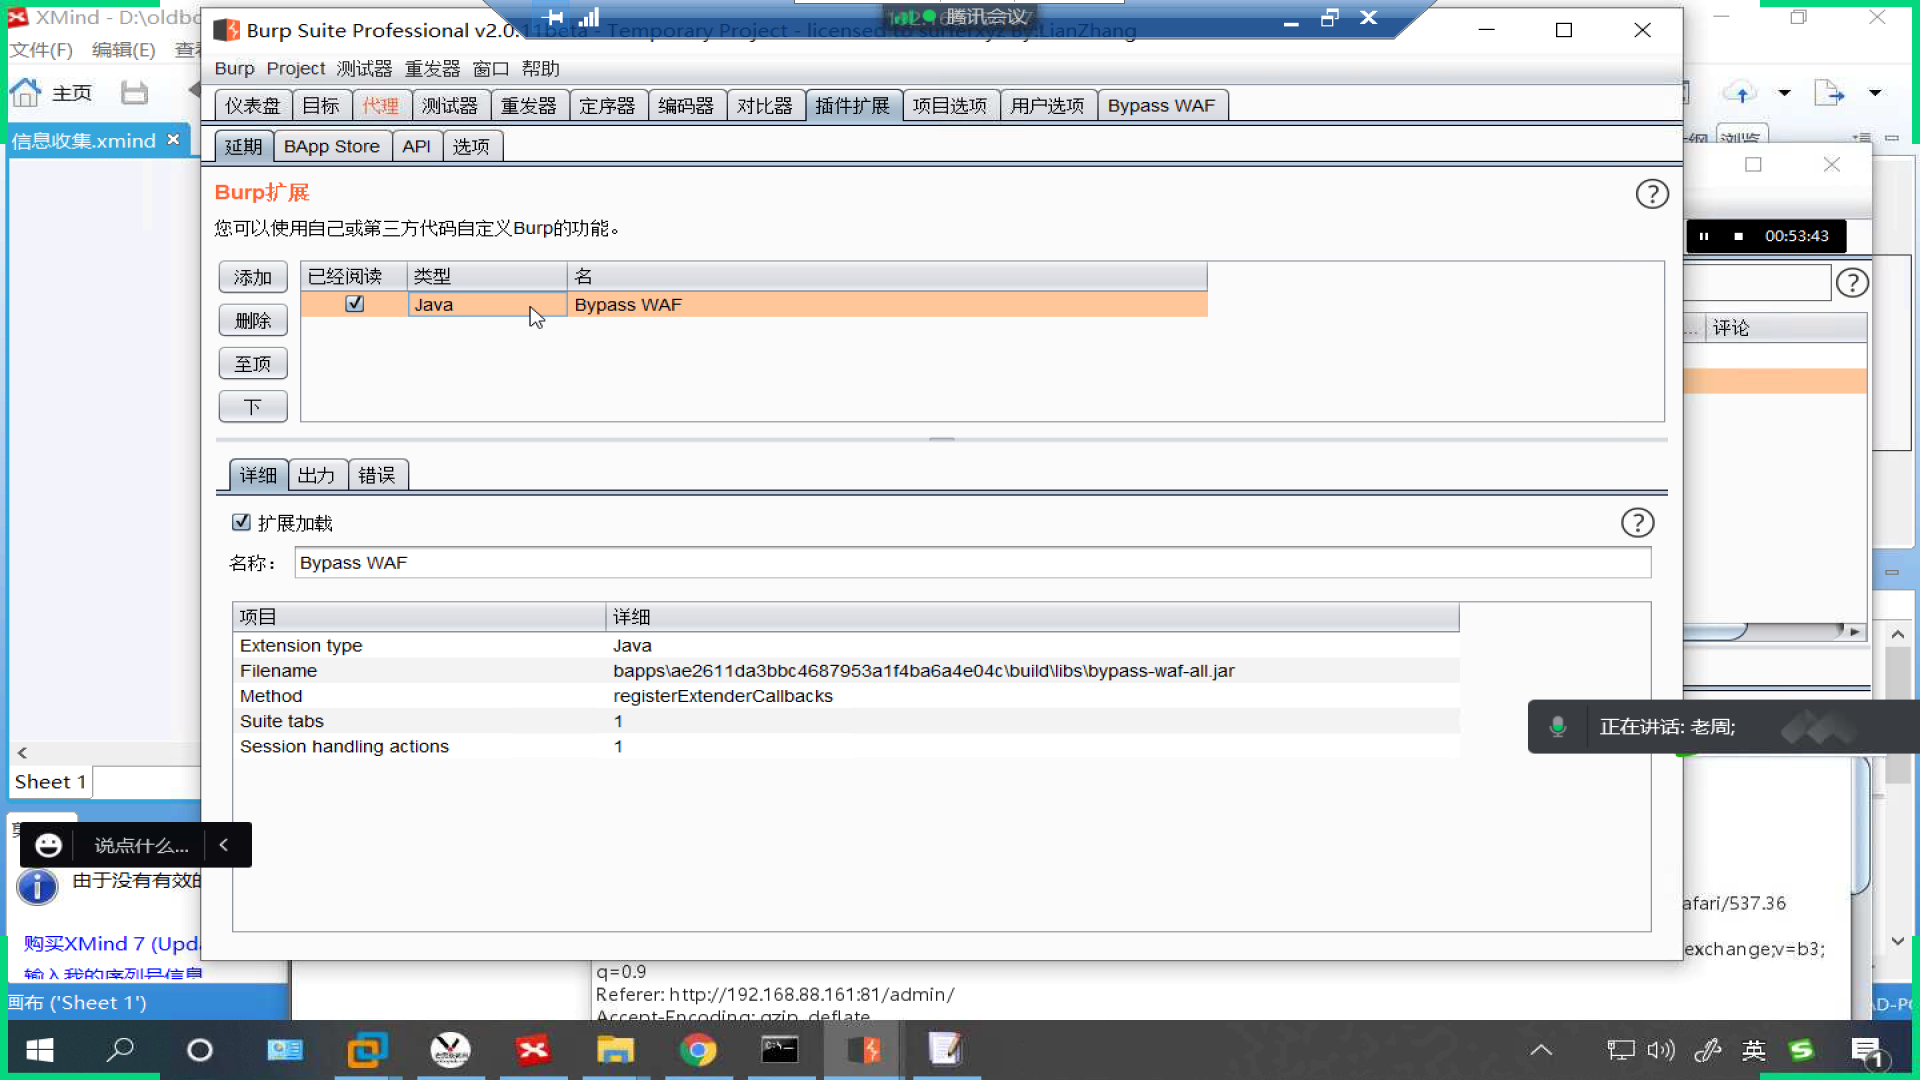 XMind - D:\oldbo
文件(F) 编辑(E) 查看
主页
信息收集.xmind
Burp Suite Professional v2.0.11beta - Temporary Project - licensed to surferxyz By:LianZhang
腾讯会议
Burp Project 测试器 重发器 窗口 帮助
仪表盘 目标 代理 测试器 重发器 定序器 编码器 对比器 插件扩展 项目选项 用户选项 Bypass WAF
延期 BApp Store API 选项
Burp扩展
您可以使用自己或第三方代码自定义Burp的功能。
添加
删除
至顶
下
已经阅读 类型 名
Java Bypass WAF
详细 出力 错误
扩展加载
名称： Bypass WAF
项目 详细
Extension type Java
Filename bapps\ae2611da3bbc4687953a1f4ba6a4e04c\build\libs\bypass-waf-all.jar
Method registerExtenderCallbacks
Suite tabs 1
Session handling actions 1
浏览
00:53:43
评论
正在讲话: 老周;
Sheet 1
说点什么...
由于没有有效的
购买XMind 7 (Upda
输入我的序列号信息
画布 ('Sheet 1')
afari/537.36
exchange;v=b3;
q=0.9
Referer: http://192.168.88.161:81/admin/
Accept-Encoding: gzip, deflate
AD-PC
英
1